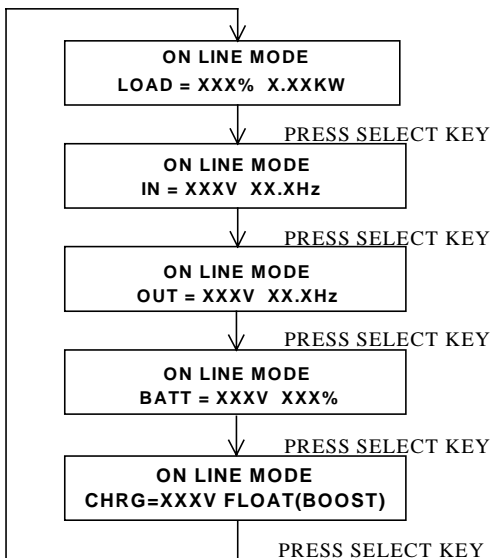 ON LINE MODE
LOAD = XXX% X.XXKW
PRESS SELECT KEY
ON LINE MODE
IN = XXXV XX.XHz
PRESS SELECT KEY
ON LINE MODE
OUT = XXXV XX.XHz
PRESS SELECT KEY
ON LINE MODE
BATT = XXXV XXX%
PRESS SELECT KEY
ON LINE MODE
CHRG=XXXV FLOAT(BOOST)
PRESS SELECT KEY